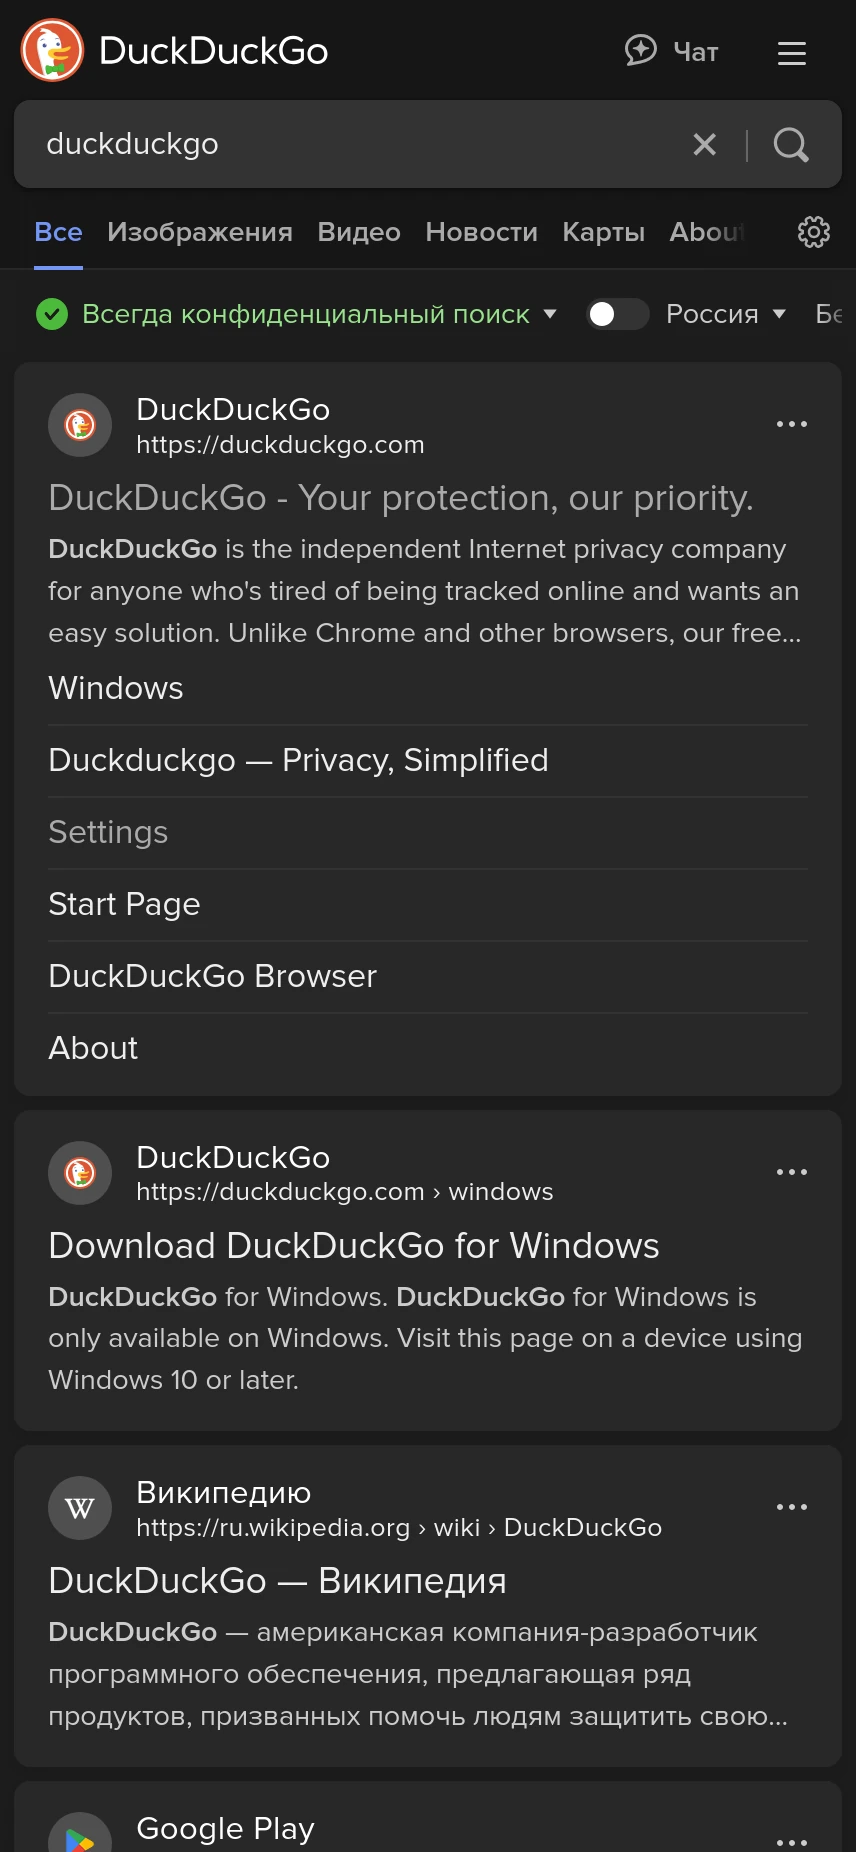 DuckDuckGo
Чат
duckduckgo
Все Изображения Видео Новости Карты About
Всегда конфиденциальный поиск Россия
DuckDuckGo
https://duckduckgo.com
DuckDuckGo - Your protection, our priority.
DuckDuckGo is the independent Internet privacy company
for anyone who's tired of being tracked online and wants an
easy solution. Unlike Chrome and other browsers, our free...
Windows
Duckduckgo — Privacy, Simplified
Settings
Start Page
DuckDuckGo Browser
About
DuckDuckGo
https://duckduckgo.com › windows
Download DuckDuckGo for Windows
DuckDuckGo for Windows. DuckDuckGo for Windows is
only available on Windows. Visit this page on a device using
Windows 10 or later.
W
Википедию
https://ru.wikipedia.org › wiki › DuckDuckGo
DuckDuckGo — Википедия
DuckDuckGo — американская компания-разработчик
программного обеспечения, предлагающая ряд
продуктов, призванных помочь людям защитить свою...
Google Play